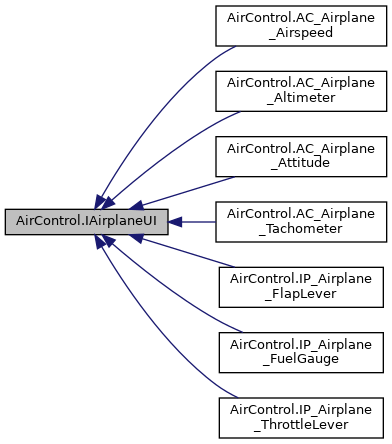 AirControl.AC_Airplane
_Airspeed
AirControl.AC_Airplane
_Altimeter
AirControl.AC_Airplane
_Attitude
AirControl.IAirplaneUI
AirControl.AC_Airplane
_Tachometer
AirControl.IP_Airplane
_FlapLever
AirControl.IP_Airplane
_FuelGauge
AirControl.IP_Airplane
_ThrottleLever